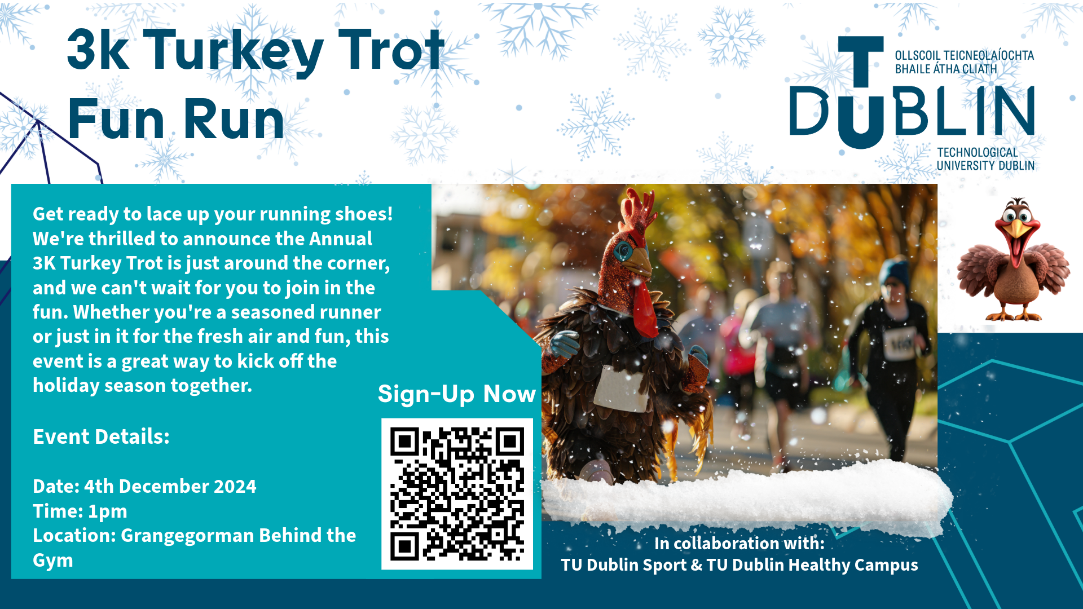 3k Turkey Trot
Fun Run
OLLSCOIL TEICNEOLAÍOCHTA
BHAILE ÁTHA CLIATH
TU DUBLIN
TECHNOLOGICAL
UNIVERSITY DUBLIN
Get ready to lace up your running shoes!
We're thrilled to announce the Annual
3K Turkey Trot is just around the corner,
and we can't wait for you to join in the
fun. Whether you're a seasoned runner
or just in it for the fresh air and fun, this
event is a great way to kick off the
holiday season together.
Sign-Up Now
Event Details:
Date: 4th December 2024
Time: 1pm
Location: Grangegorman Behind the
Gym
In collaboration with:
TU Dublin Sport & TU Dublin Healthy Campus